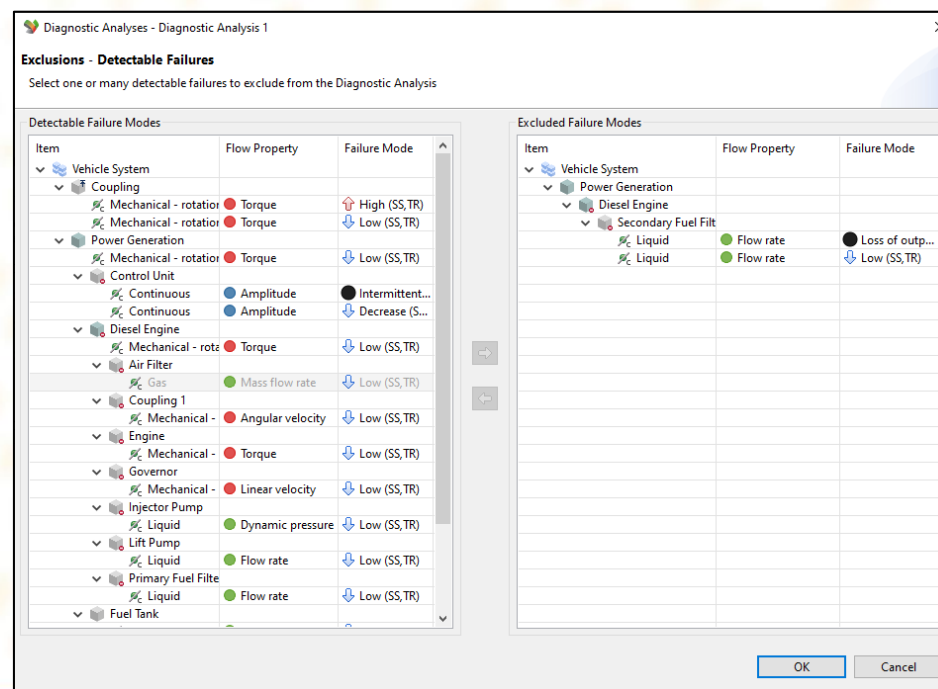 Diagnostic Analyses - Diagnostic Analysis 1
Exclusions - Detectable Failures
Select one or many detectable failures to exclude from the Diagnostic Analysis
Detectable Failure Modes
Item Flow Property Failure Mode
Vehicle System
Coupling
Mechanical - rotation Torque High (SS,TR)
Mechanical - rotation Torque Low (SS,TR)
Power Generation
Mechanical - rotation Torque Low (SS,TR)
Control Unit
Continuous Amplitude Intermittent...
Continuous Amplitude Decrease (S...
Diesel Engine
Mechanical - rota Torque Low (SS,TR)
Air Filter
Gas Mass flow rate Low (SS,TR)
Coupling 1
Mechanical - Angular velocity Low (SS,TR)
Engine
Mechanical - Torque Low (SS,TR)
Governor
Mechanical - Linear velocity Low (SS,TR)
Injector Pump
Liquid Dynamic pressure Low (SS,TR)
Lift Pump
Liquid Flow rate Low (SS,TR)
Primary Fuel Filte
Liquid Flow rate Low (SS,TR)
Fuel Tank
Excluded Failure Modes
Item Flow Property Failure Mode
Vehicle System
Power Generation
Diesel Engine
Secondary Fuel Filt
Liquid Flow rate Loss of outp...
Liquid Flow rate Low (SS,TR)
OK Cancel